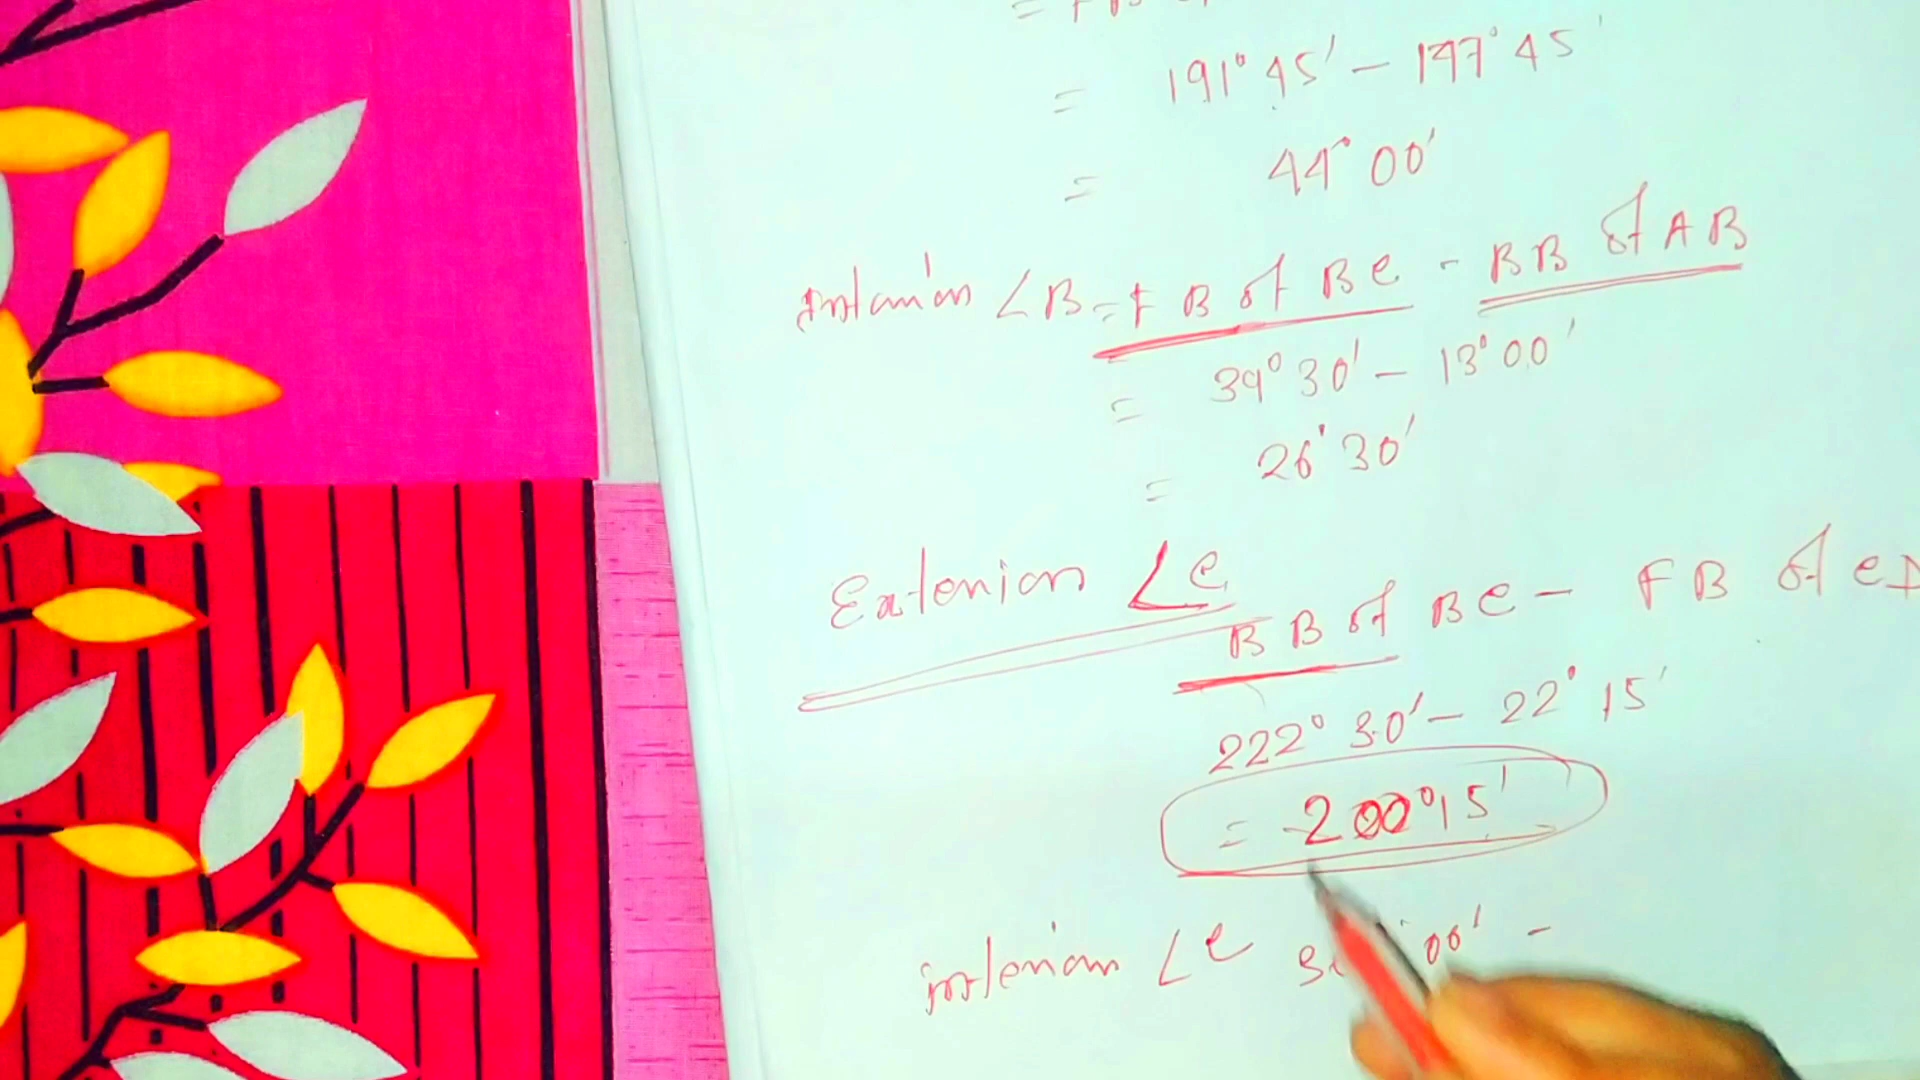 = 191° 45' - 147° 45'
= 44° 00'
interior ∠B = FB of BC - BB of AB
= 39° 30' - 13° 00'
= 26° 30'
Exterior ∠C
BB of BC - FB of CD
222° 30' - 22° 15'
= 200° 15'
interior ∠C 00' -